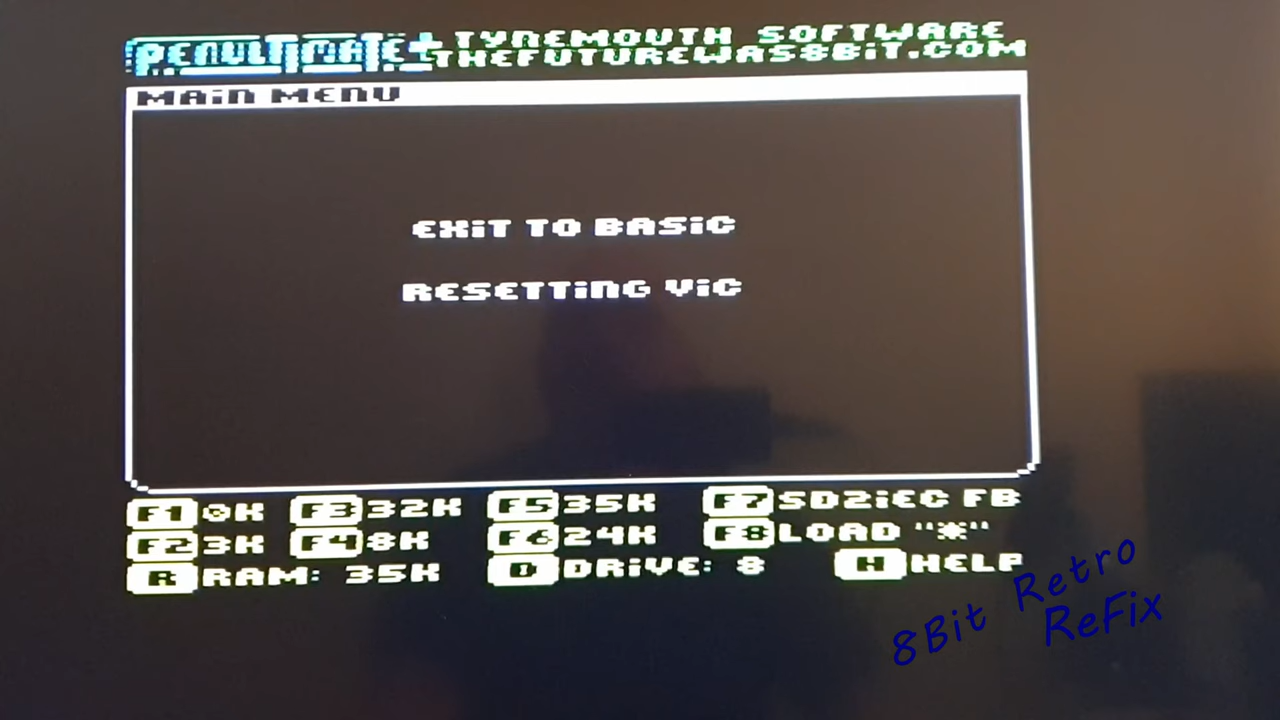 PENULTIMATE+ TYNEMOUTH SOFTWARE
THEFUTUREWAS8BiT.COM
MAiN MENU
EXiT TO BASiC
RESETTiNG ViC
F1 0K F3 32K F5 35K F7 SD2iEC FB
F2 3K F4 8K F6 24K F8 LOAD "*"
R RAM: 35K D DRiVE: 8 H HELP
8Bit Retro
ReFix